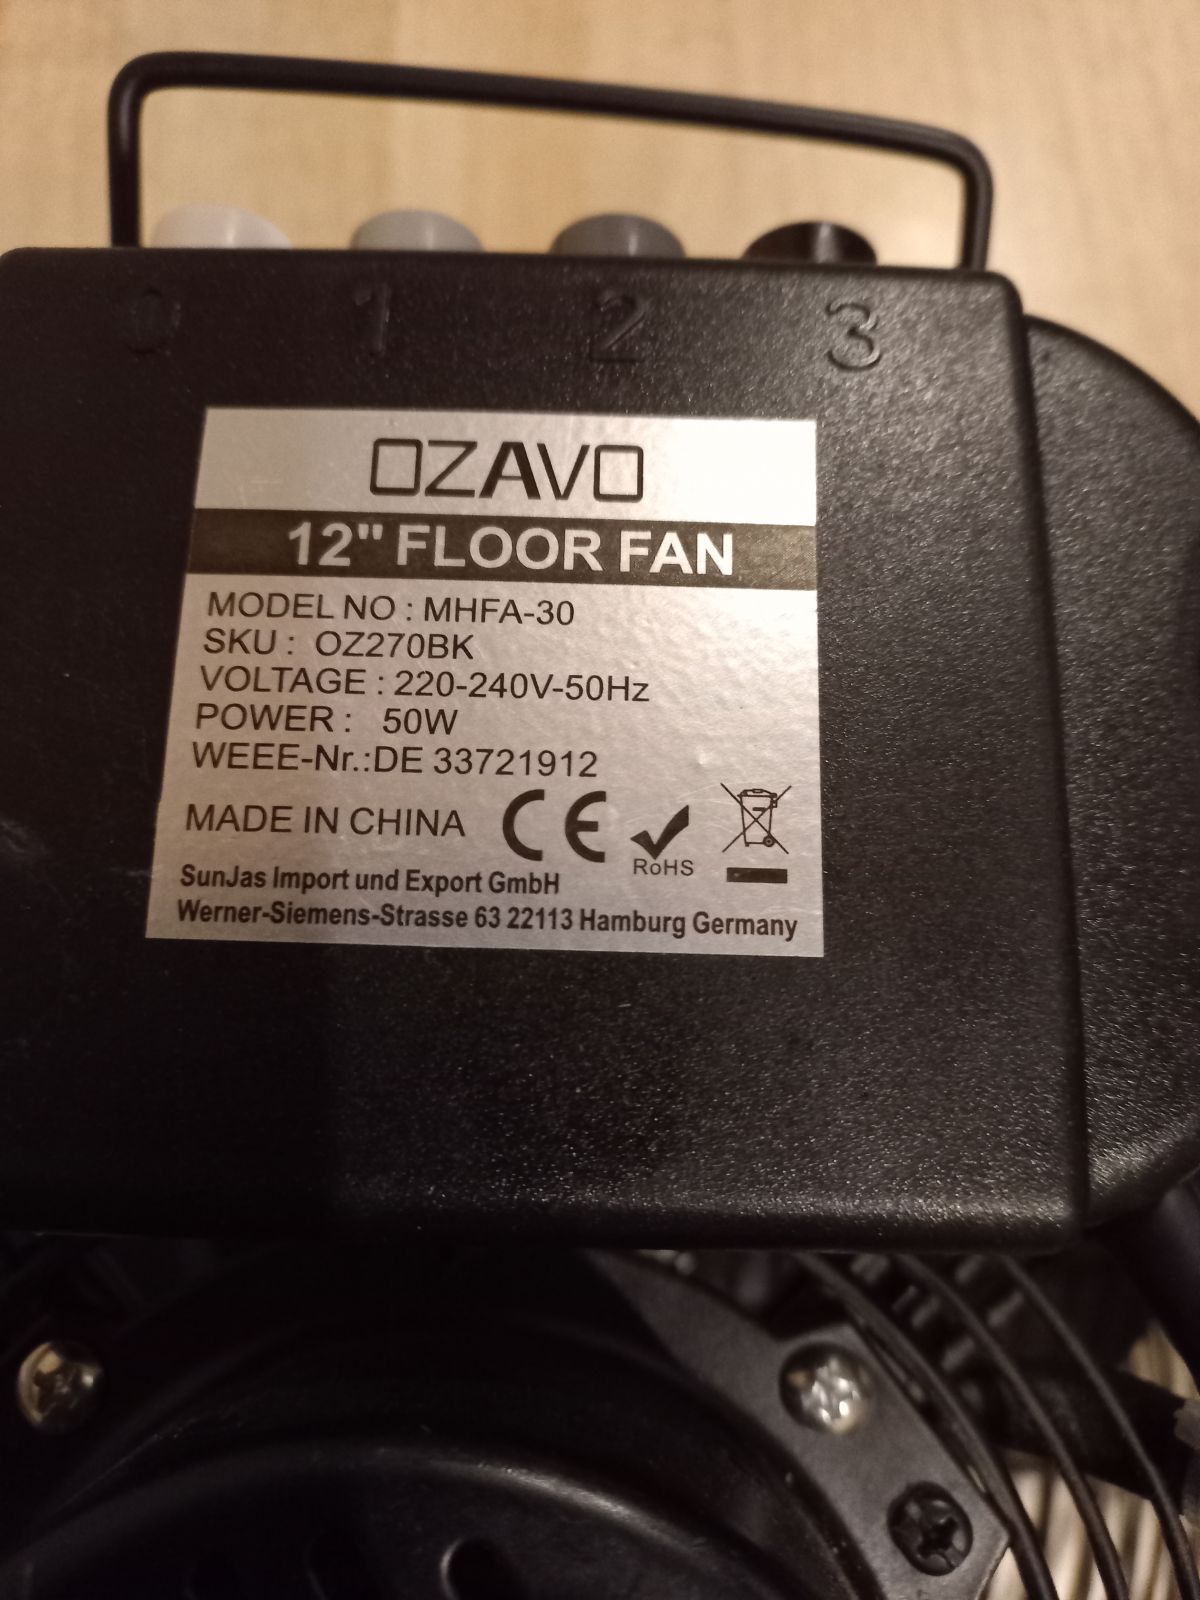 0 1 2 3
OZAVO
12" FLOOR FAN
MODEL NO : MHFA-30
SKU : OZ270BK
VOLTAGE : 220-240V-50Hz
POWER : 50W
WEEE-Nr.:DE 33721912
MADE IN CHINA CE RoHS
SunJas Import und Export GmbH
Werner-Siemens-Strasse 63 22113 Hamburg Germany